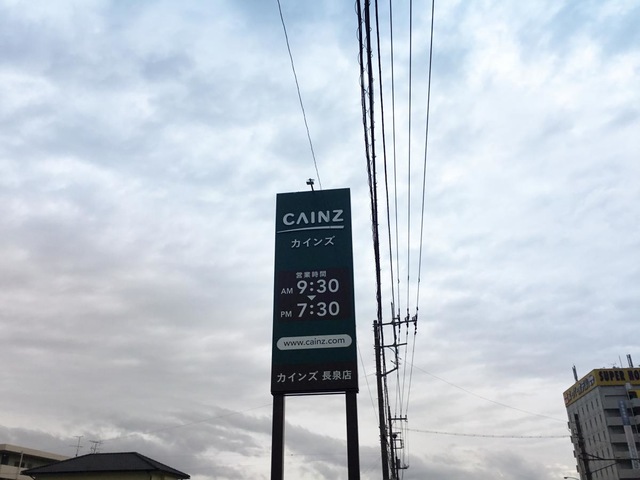 CAINZ
カインズ
営業時間
AM 9:30
PM 7:30
www.cainz.com
カインズ 長泉店
SUPER